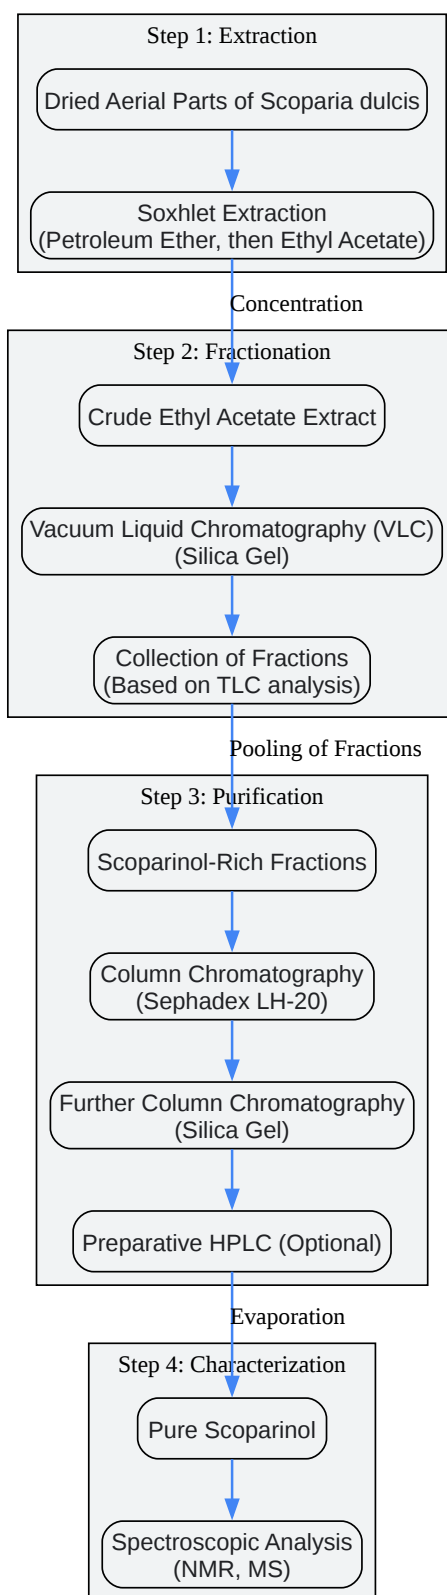 Step 1: Extraction
Dried Aerial Parts of Scoparia dulcis
Soxhlet Extraction
(Petroleum Ether, then Ethyl Acetate)
Concentration
Step 2: Fractionation
Crude Ethyl Acetate Extract
Vacuum Liquid Chromatography (VLC)
(Silica Gel)
Collection of Fractions
(Based on TLC analysis)
Pooling of Fractions
Step 3: Purification
Scoparinol-Rich Fractions
Column Chromatography
(Sephadex LH-20)
Further Column Chromatography
(Silica Gel)
Preparative HPLC (Optional)
Evaporation
Step 4: Characterization
Pure Scoparinol
Spectroscopic Analysis
(NMR, MS)